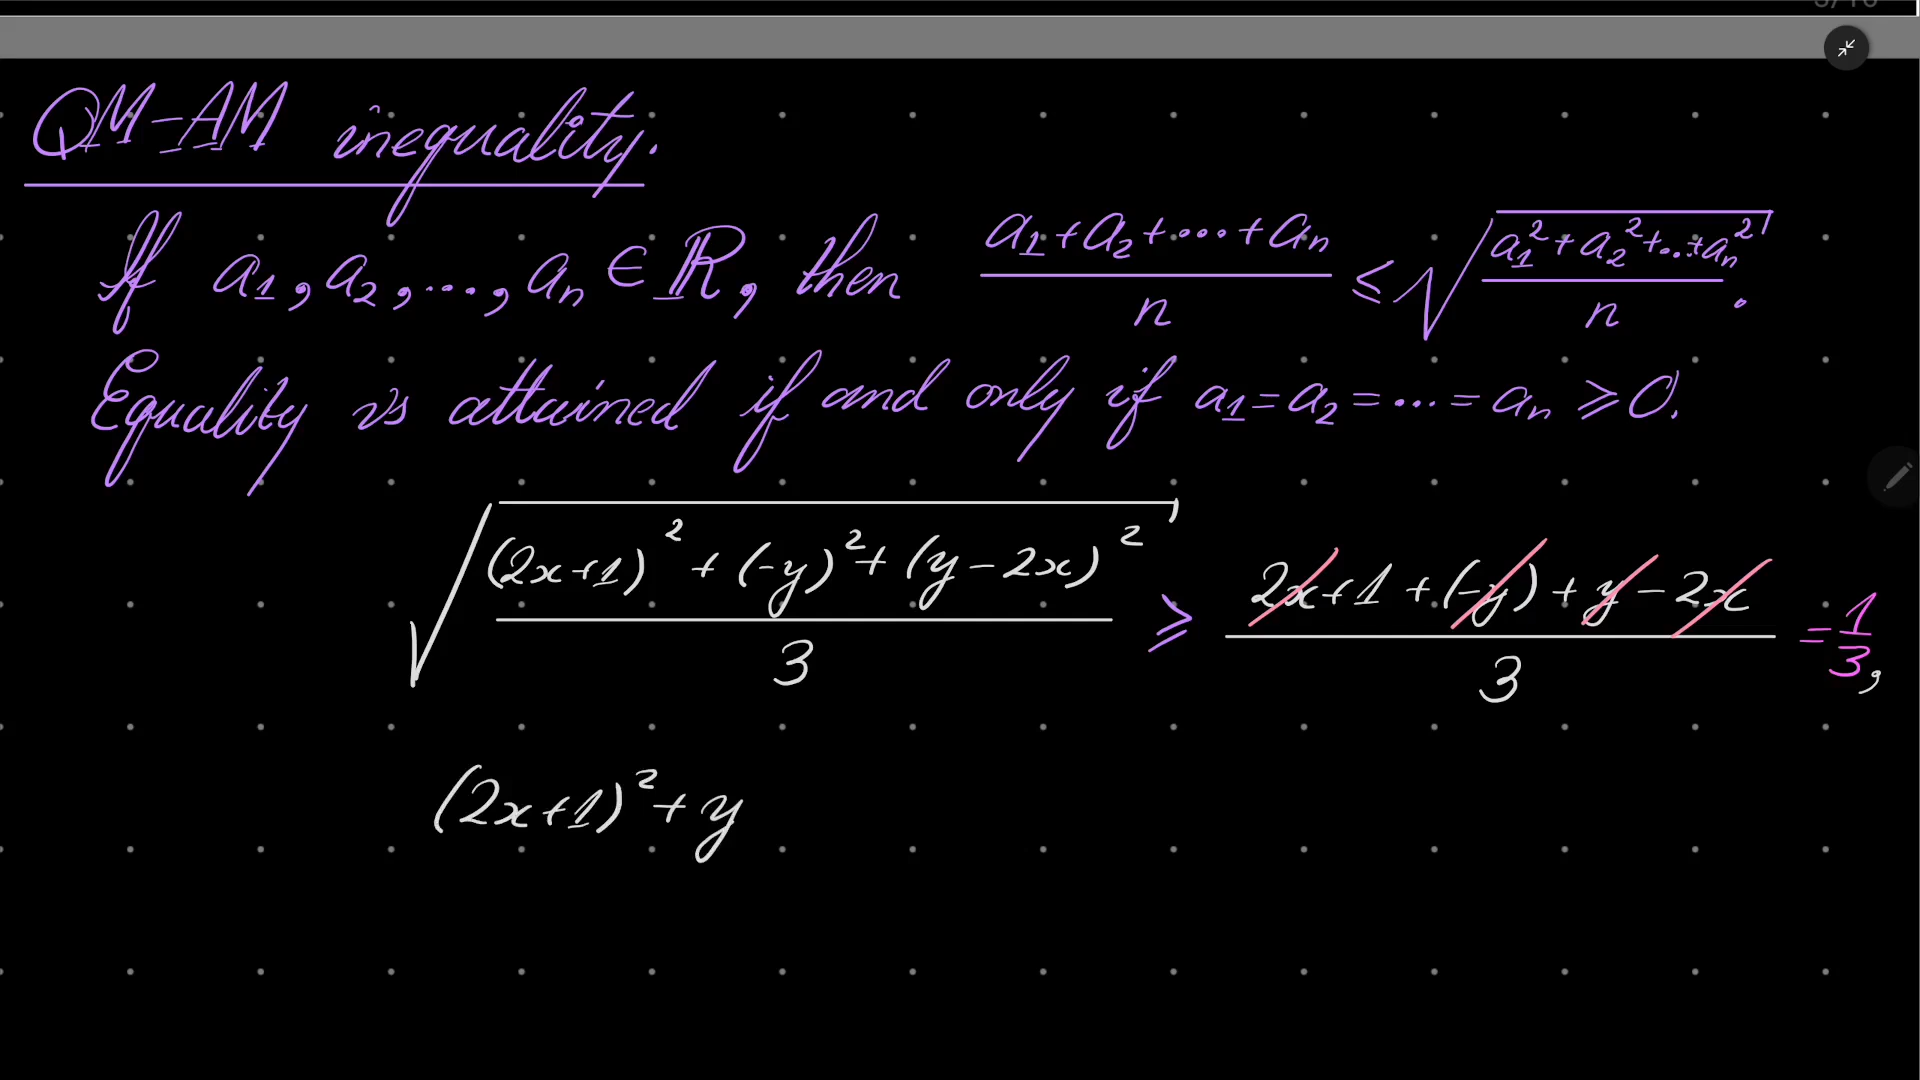 QM-AM inequality.
If a₁, a₂, ..., aₙ ∈ ℝ, then (a₁+a₂+...+aₙ)/n ≤ √((a₁²+a₂²+...+aₙ²)/n).
Equality is attained if and only if a₁=a₂=...=aₙ ≥ 0.
√(((2x+1)²+(-y)²+(y-2x)²)/3) ≥ (2x+1+(-y)+y-2x)/3 = 1/3,
(2x+1)²+y